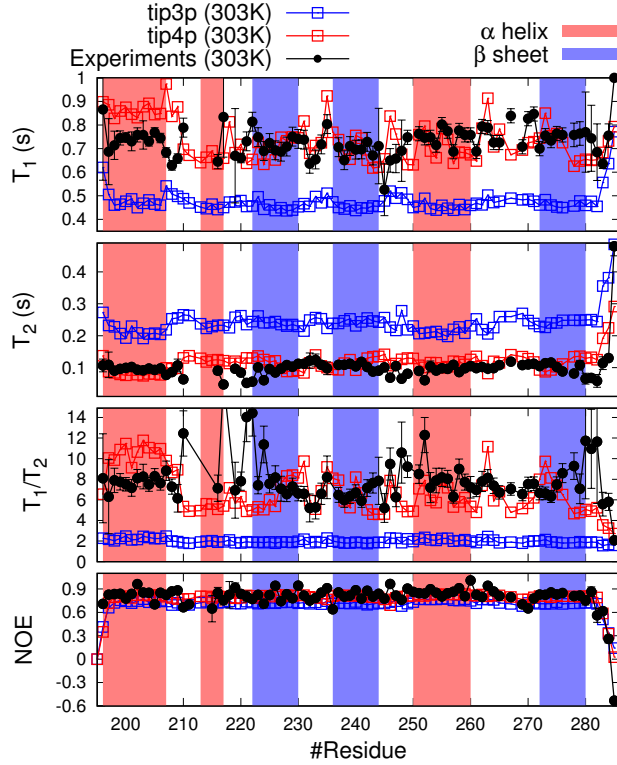 tip3p (303K)
tip4p (303K)
Experiments (303K)
α helix
β sheet
T1 (s)
1
0.9
0.8
0.7
0.6
0.5
0.4
T2 (s)
0.4
0.3
0.2
0.1
T1/T2
14
12
10
8
6
4
2
0
NOE
0.9
0.6
0.3
0
-0.3
-0.6
200 210 220 230 240 250 260 270 280
#Residue